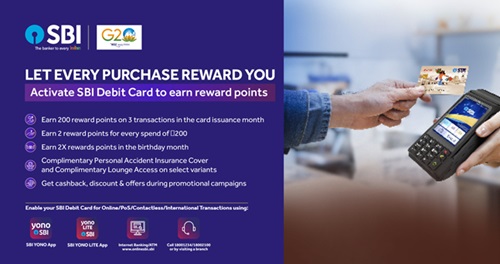 SBI
The banker to every Indian
G20
LET EVERY PURCHASE REWARD YOU
Activate SBI Debit Card to earn reward points
Earn 200 reward points on 3 transactions in the card issuance month
Earn 2 reward points for every spend of ▯200
Earn 2X rewards points in the birthday month
Complimentary Personal Accident Insurance Cover
and Complimentary Lounge Access on select variants
Get cashback, discount & offers during promotional campaigns
Enable your SBI Debit Card for Online/PoS/Contactless/International Transactions using:
yono
SBI
SBI YONO App
yono
LITE
SBI
SBI YONO LITE App
Internet Banking/ATM
www.onlinesbi.sbi
Call 18001234/18002100
or by visiting a branch